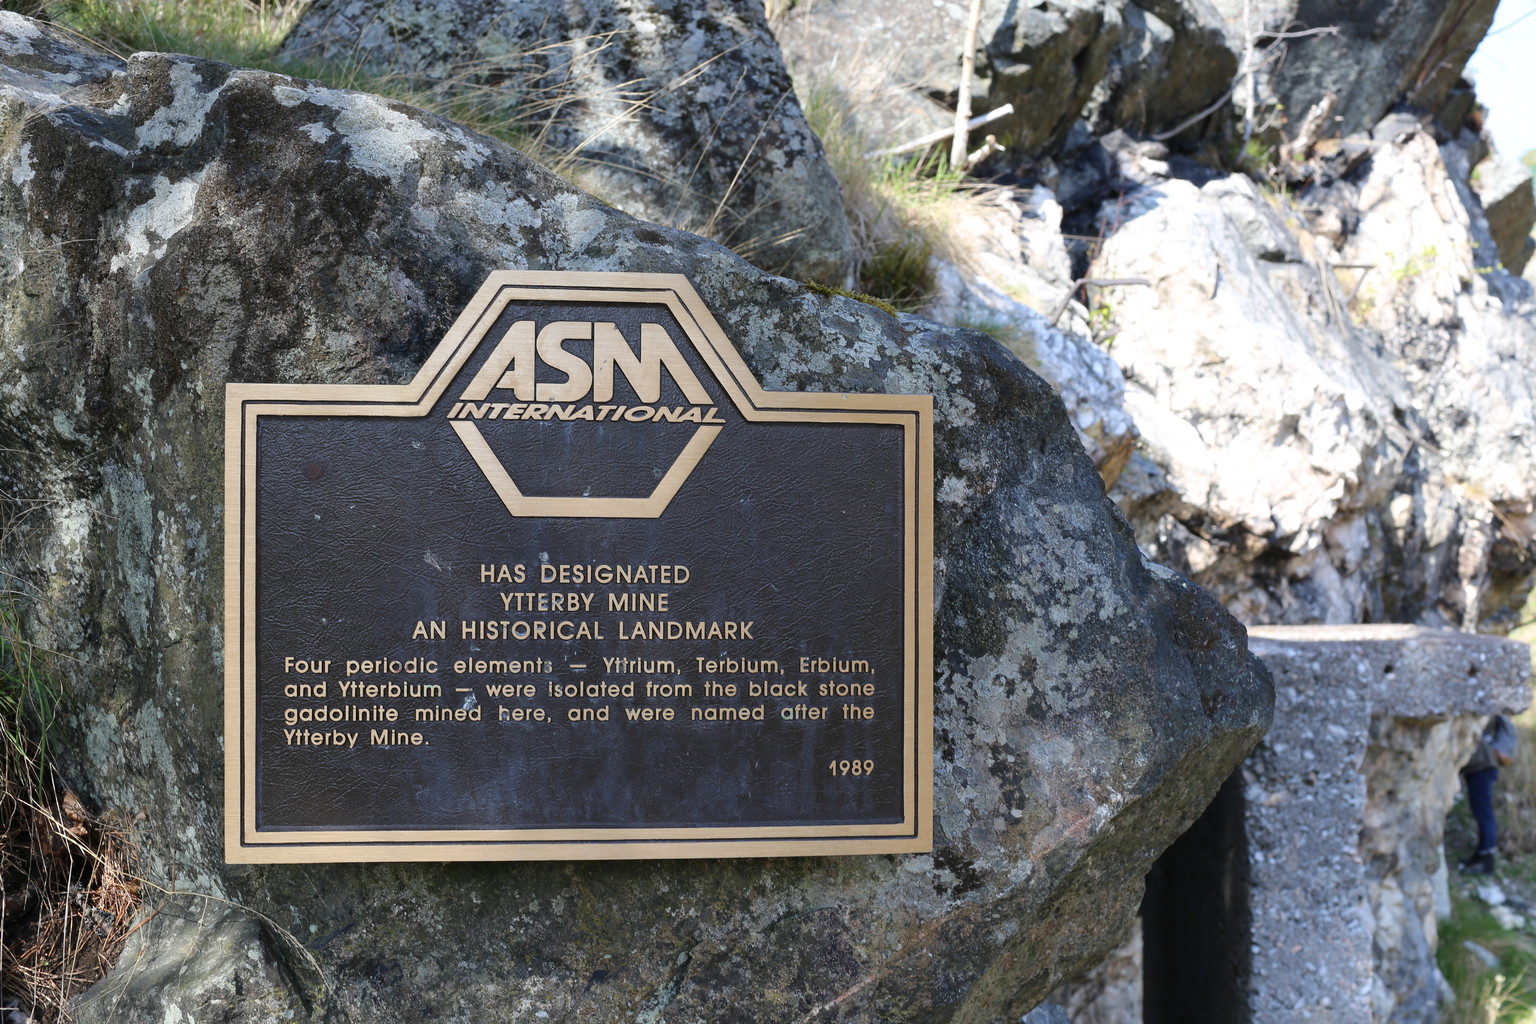 ASM
INTERNATIONAL
HAS DESIGNATED
YTTERBY MINE
AN HISTORICAL LANDMARK
Four periodic elements — Yttrium, Terbium, Erbium,
and Ytterbium — were isolated from the black stone
gadolinite mined here, and were named after the
Ytterby Mine.
1989